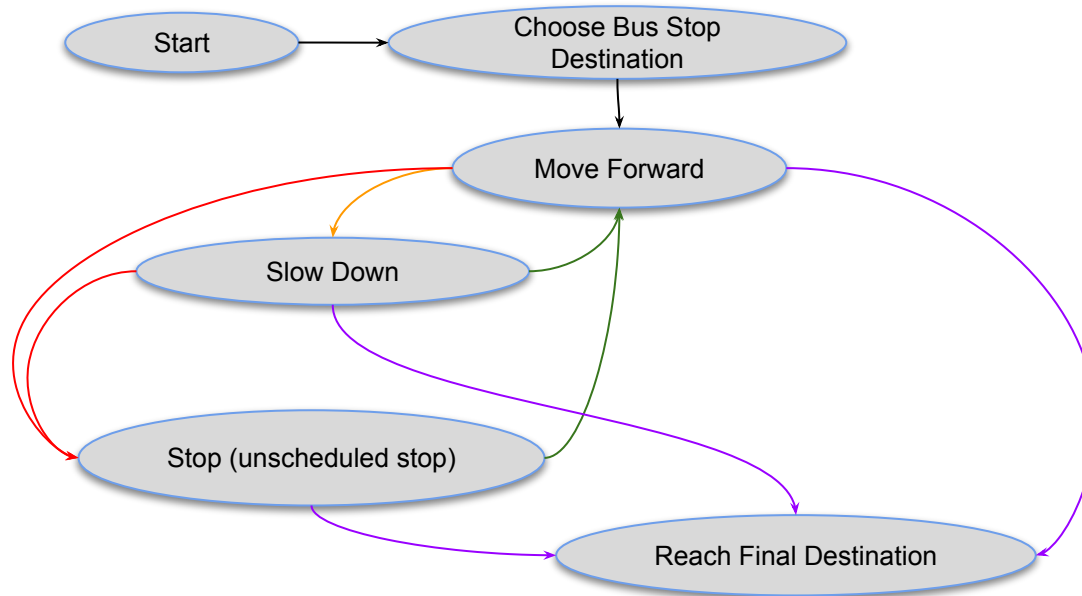 Start
Choose Bus Stop
Destination
Move Forward
Slow Down
Stop (unscheduled stop)
Reach Final Destination